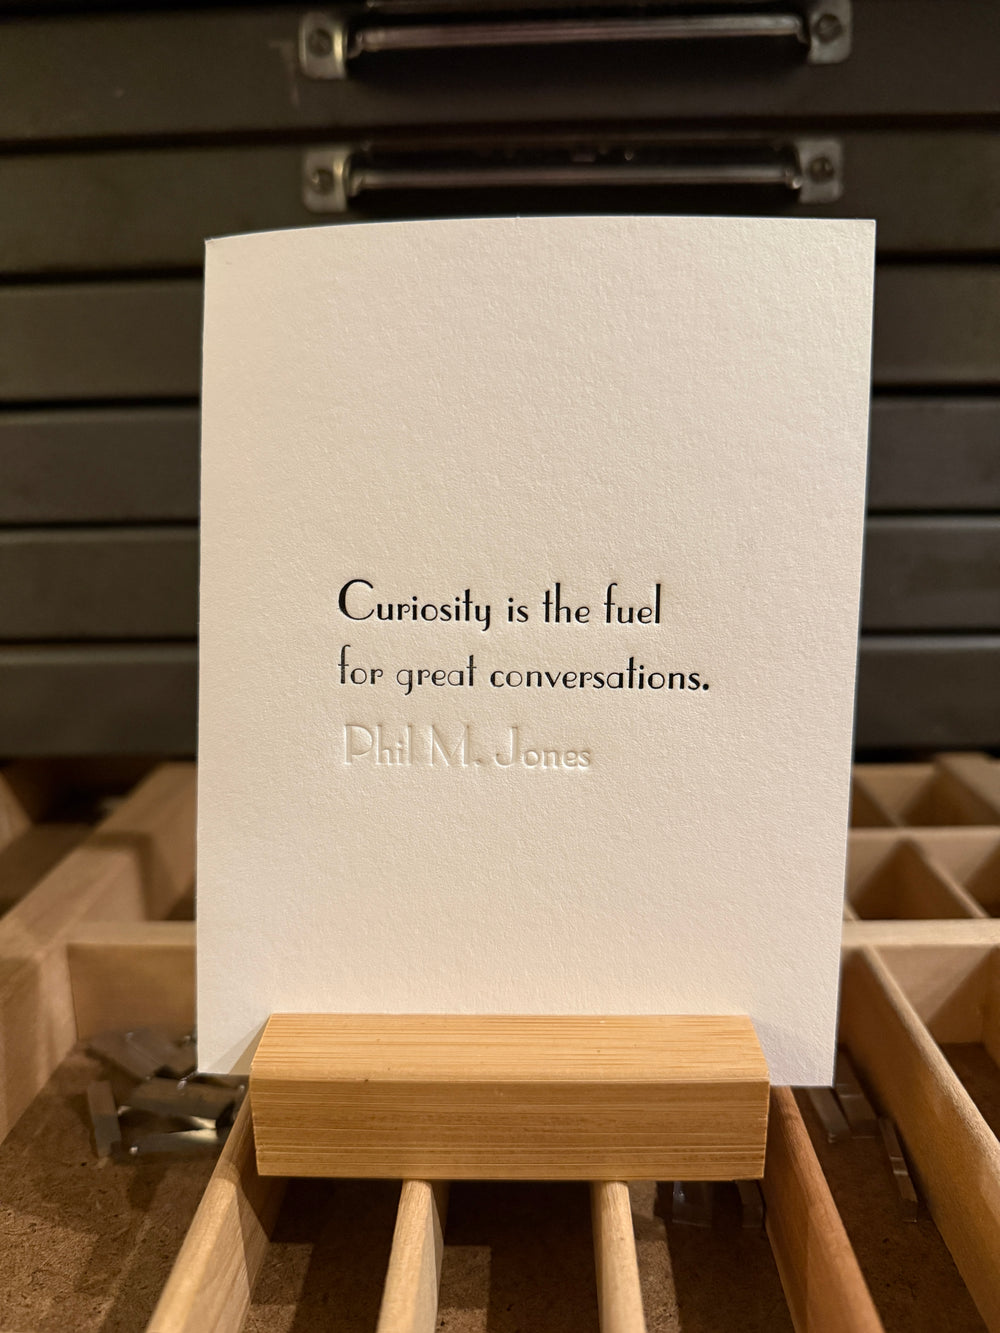 Curiosity is the fuel
for great conversations.
Phil M. Jones